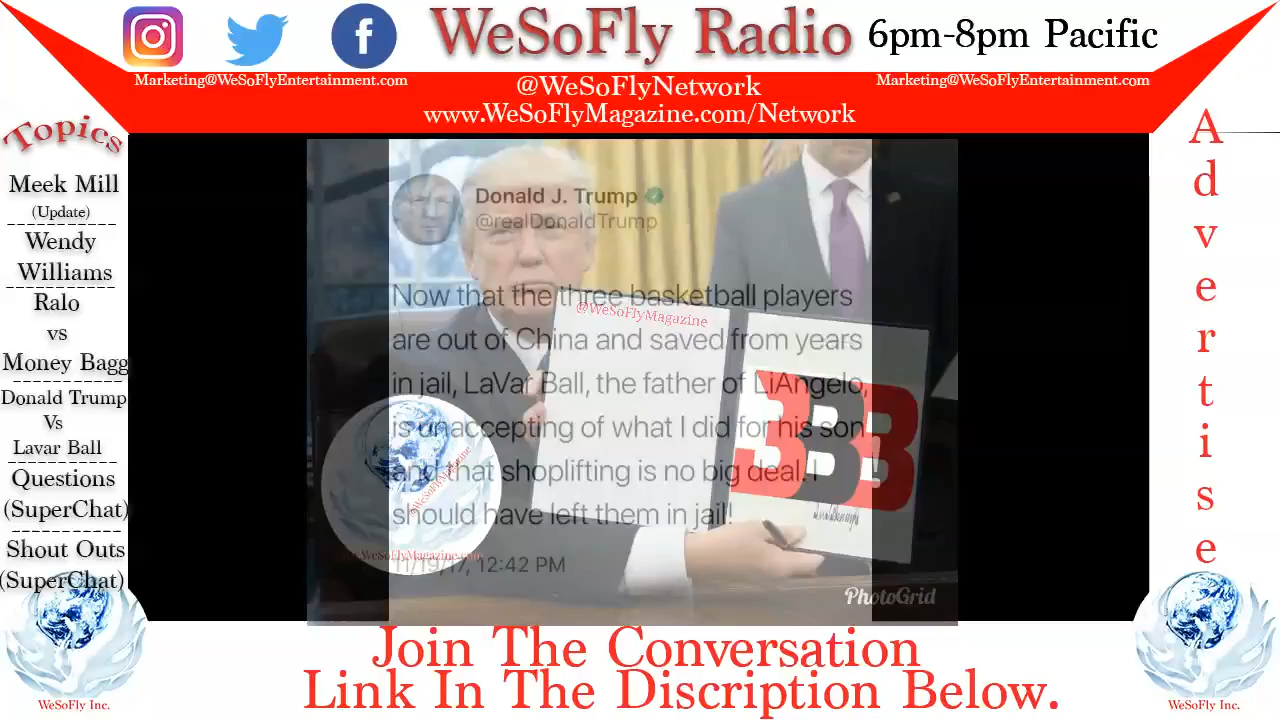 WeSoFly Radio
6pm-8pm Pacific
Marketing@WeSoFlyEntertainment.com
Marketing@WeSoFlyEntertainment.com
@WeSoFlyNetwork
www.WeSoFlyMagazine.com/Network
Topics
Meek Mill
(Update)
Wendy
Williams
Ralo
vs
Money Bagg
Donald Trump
Vs
Lavar Ball
Questions
(SuperChat)
Shout Outs
(SuperChat)
WeSoFly Inc.
Donald J. Trump
@realDonaldTrump
Now that the three basketball players
are out of China and saved from years
in jail, LaVar Ball, the father of LiAngelo,
is unaccepting of what I did for his son
and that shoplifting is no big deal. I
should have left them in jail!
11/19/17, 12:42 PM
@WeSoFlyMagazine
@WeSoFlyMagazine
www.WeSoFlyMagazine.com
BBB
PhotoGrid
Advertise
WeSoFly Inc.
Join The Conversation
Link In The Discription Below.